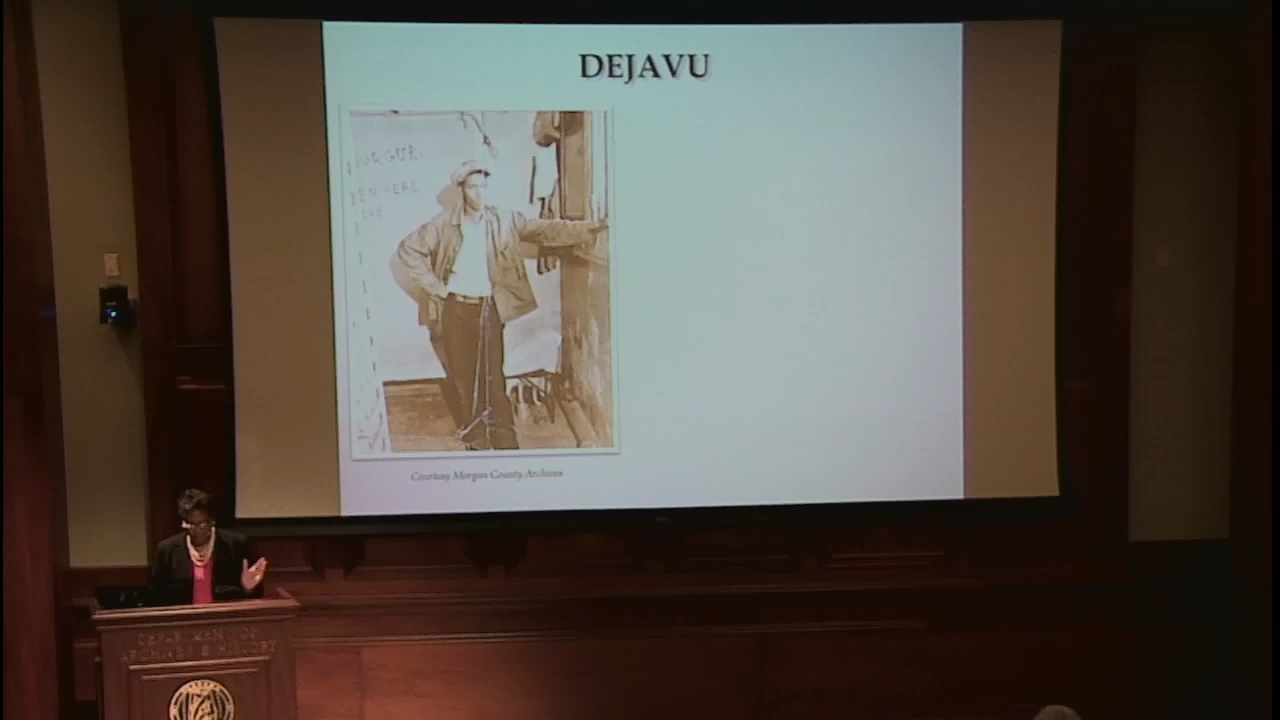 DEJAVU
Courtesy Morgan County Archives
DEPARTMENT OF
ARCHIVES & HISTORY